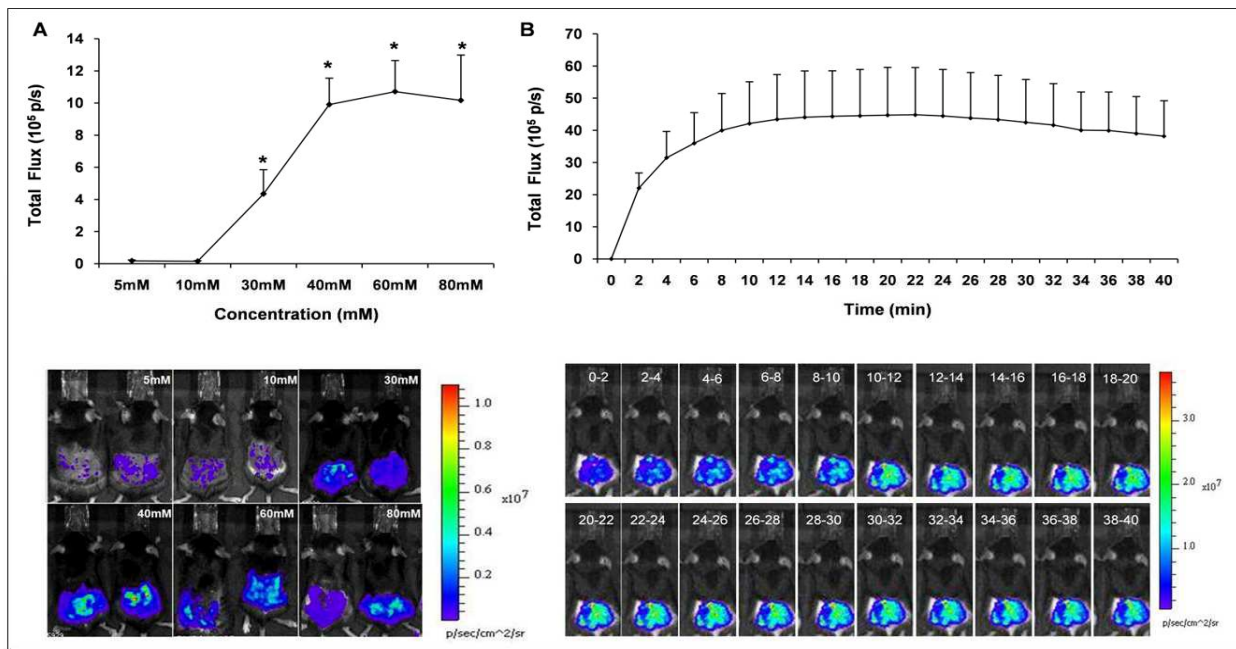 A
14
12
10
8
6
4
2
0
Total Flux (10⁵ p/s)
* * * *
5mM 10mM 30mM 40mM 60mM 80mM
Concentration (mM)
B
70
60
50
40
30
20
10
0
Total Flux (10⁵ p/s)
0 2 4 6 8 10 12 14 16 18 20 22 24 26 28 30 32 34 36 38 40
Time (min)
5mM 10mM 30mM
40mM 60mM 80mM
1.0
0.8
0.6
0.4
0.2
x10⁷
p/sec/cm^2/sr
0-2 2-4 4-6 6-8 8-10 10-12 12-14 14-16 16-18 18-20
20-22 22-24 24-26 26-28 28-30 30-32 32-34 34-36 36-38 38-40
3.0
2.0
1.0
x10⁷
p/sec/cm^2/sr